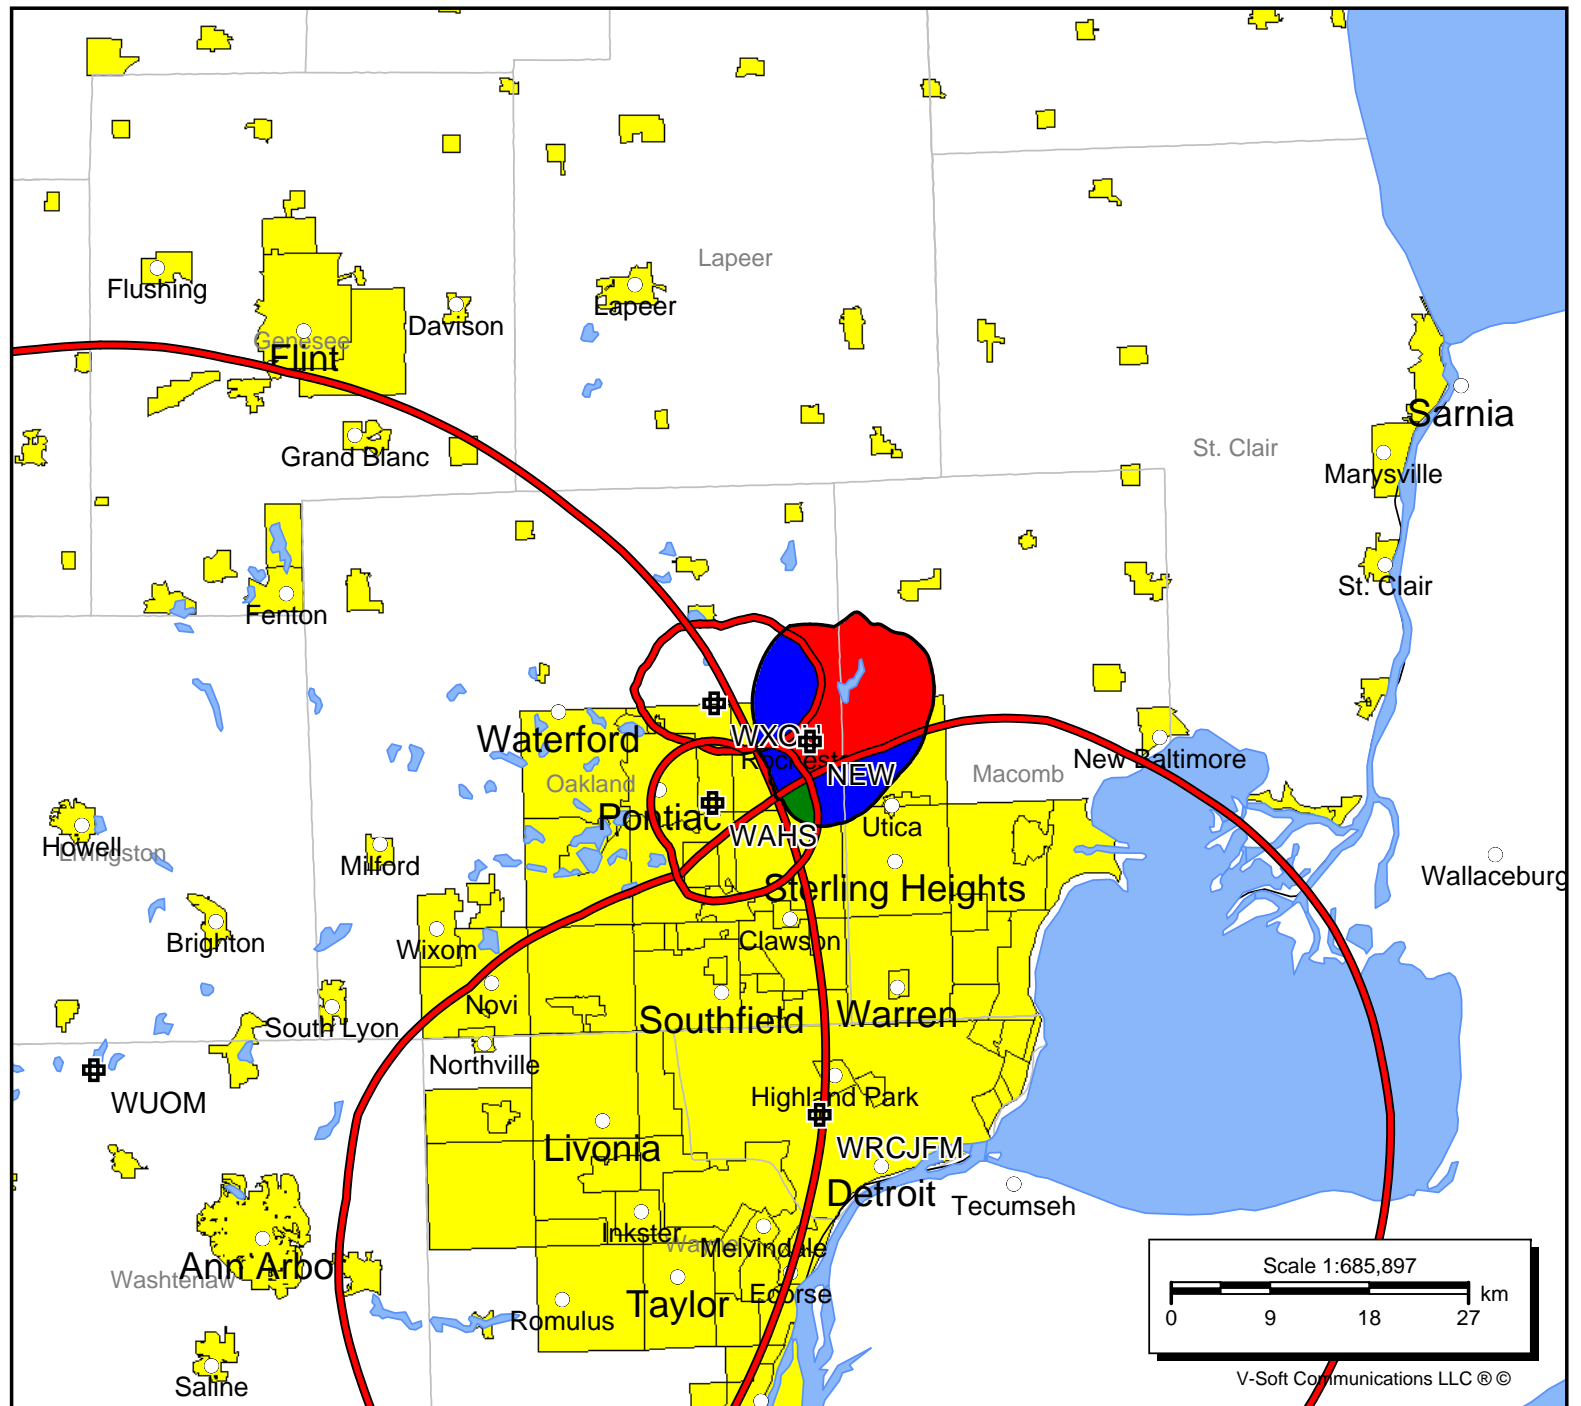 Lapeer
Flushing
Lapeer
Davison
Genesee
Flint
Sarnia
Grand Blanc
St. Clair
Marysville
St. Clair
Fenton
Waterford
Rochest
NEW
New Baltimore
Macomb
Oakland
Pontiac
Utica
WAHS
Howell
Livingston
Milford
Wallaceburg
Sterling Heights
Brighton
Wixom
Clawson
Novi
South Lyon
Southfield
Warren
Northville
WUOM
Highland Park
Livonia
WRCJFM
Detroit
Tecumseh
Inkster
Wayne
Melvindale
Ann Arbo
Washtenaw
Ecorse
Taylor
Romulus
Saline
Scale 1:685,897
km
0 9 18 27
V-Soft Communications LLC ® ©